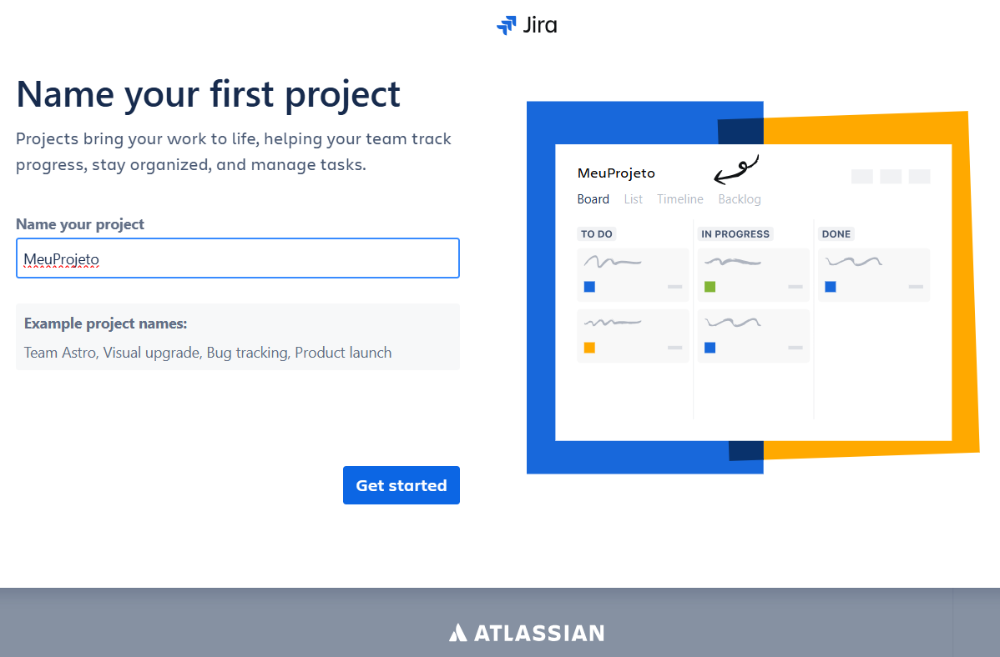 Jira
Name your first project
Projects bring your work to life, helping your team track
progress, stay organized, and manage tasks.
Name your project
MeuProjeto
Example project names:
Team Astro, Visual upgrade, Bug tracking, Product launch
Get started
MeuProjeto
Board List Timeline Backlog
TO DO IN PROGRESS DONE
ATLASSIAN